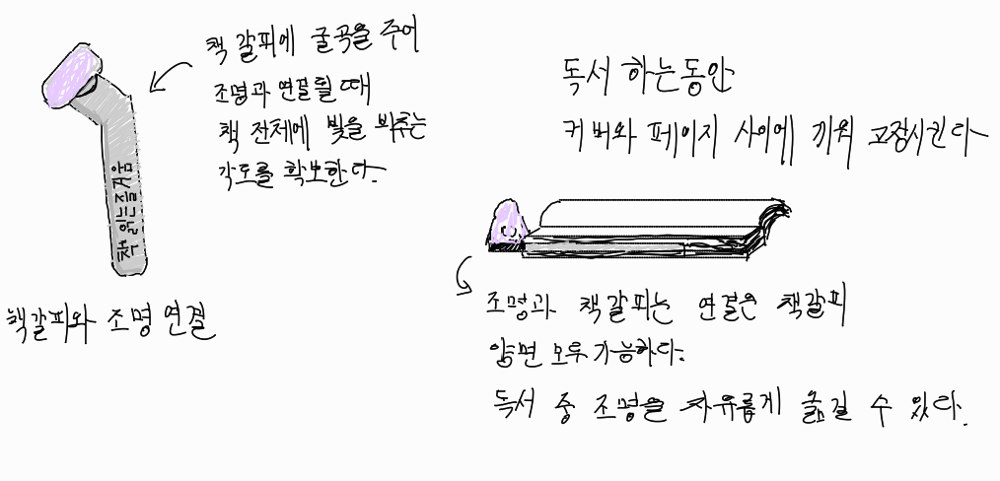 책 갈피에 굴곡을 주어
조명과 연결될 때
책 전체에 빛을 비추는
각도를 확보한다.
책 읽는 즐거움
책갈피와 조명 연결
독서 하는동안
커버와 페이지 사이에 끼워 고정시킨다
조명과 책갈피는 연결은 책갈피
양면 모두 가능하다.
독서 중 조명을 자유롭게 옮길 수 있다.